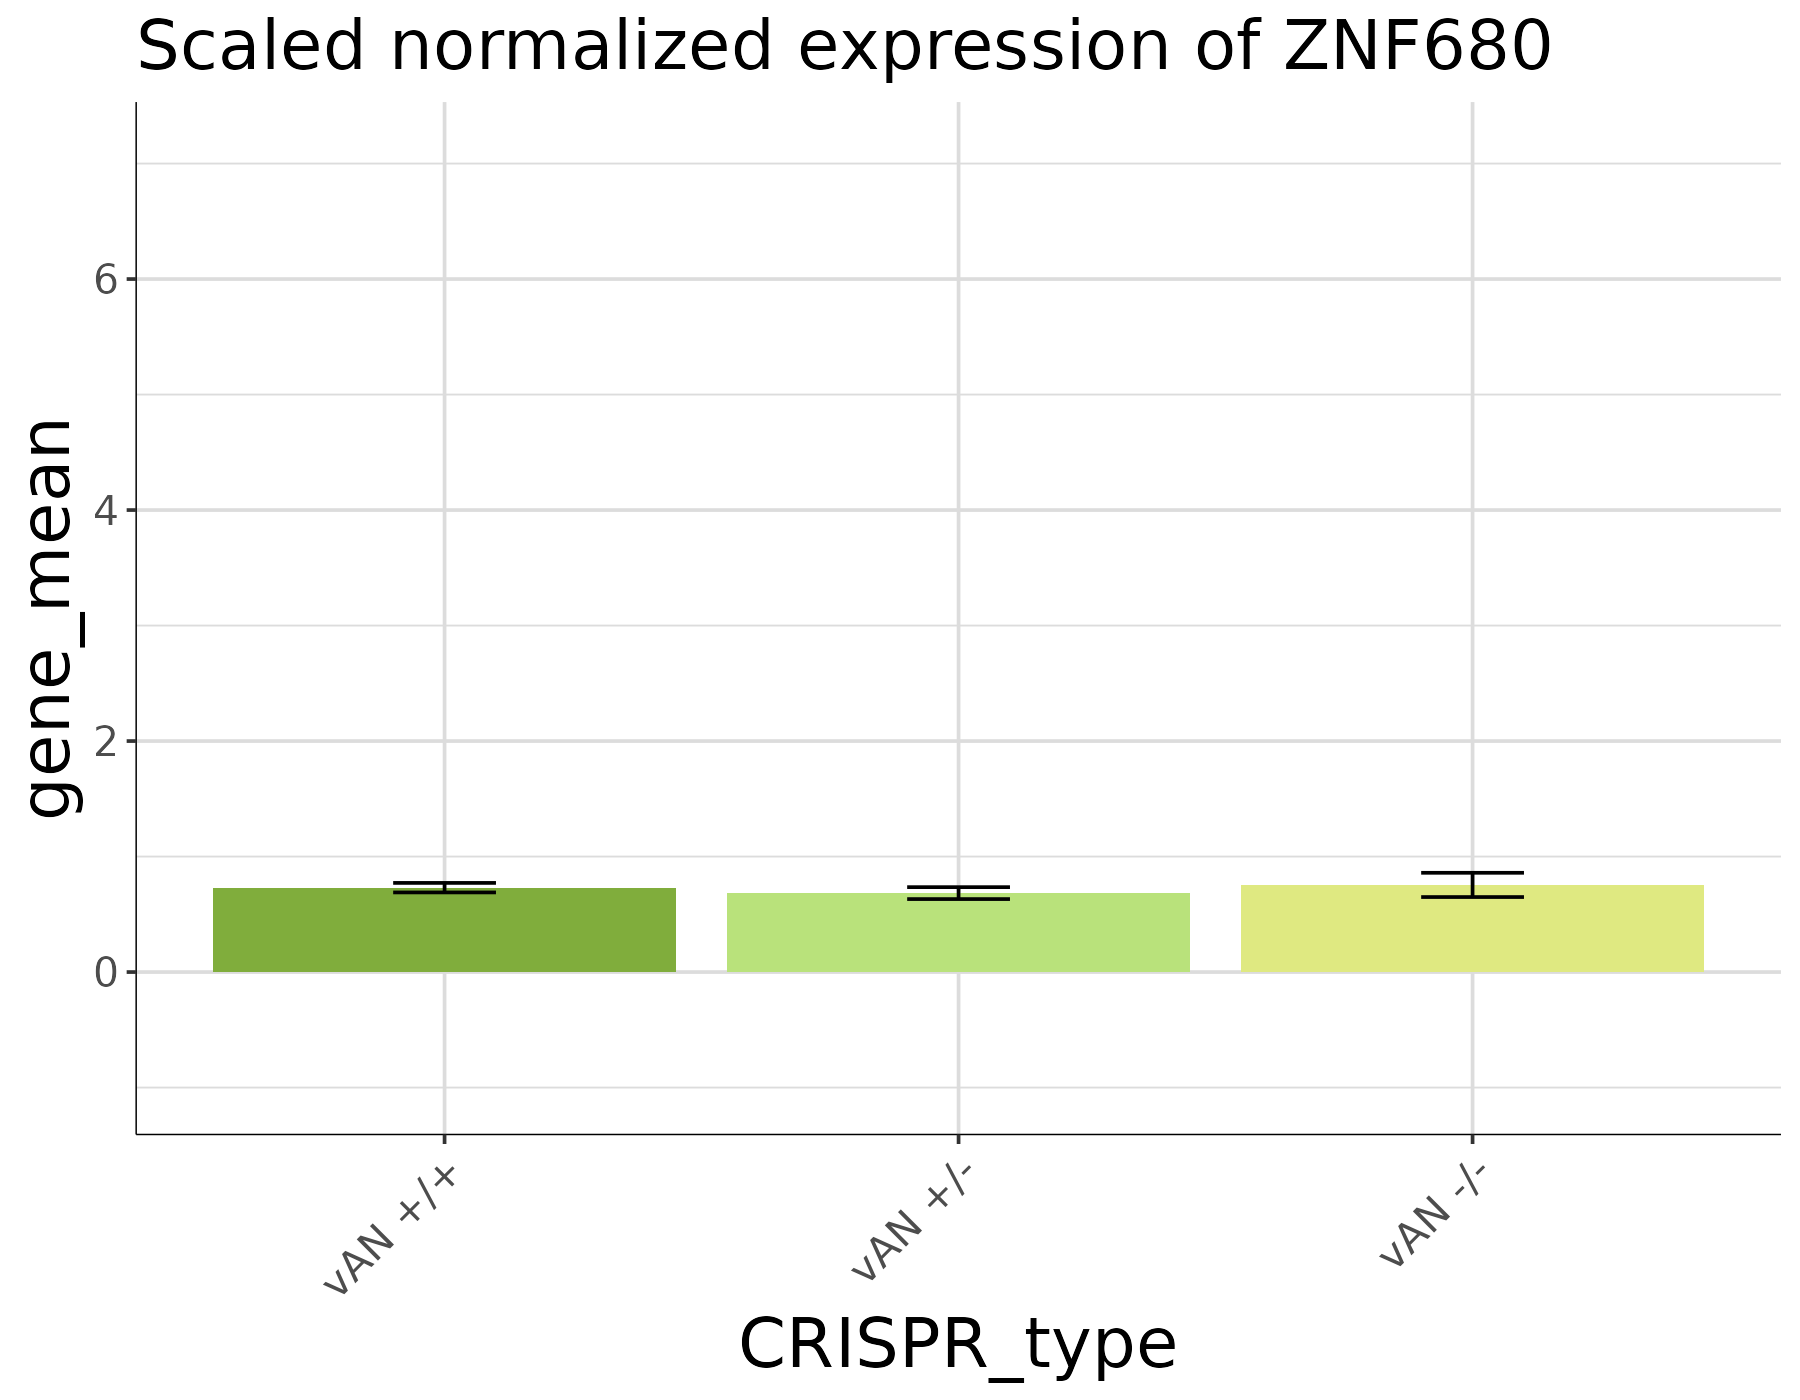 Scaled normalized expression of ZNF680
gene_mean
6
4
2
0
vAN +/+
vAN +/-
vAN -/-
CRISPR_type